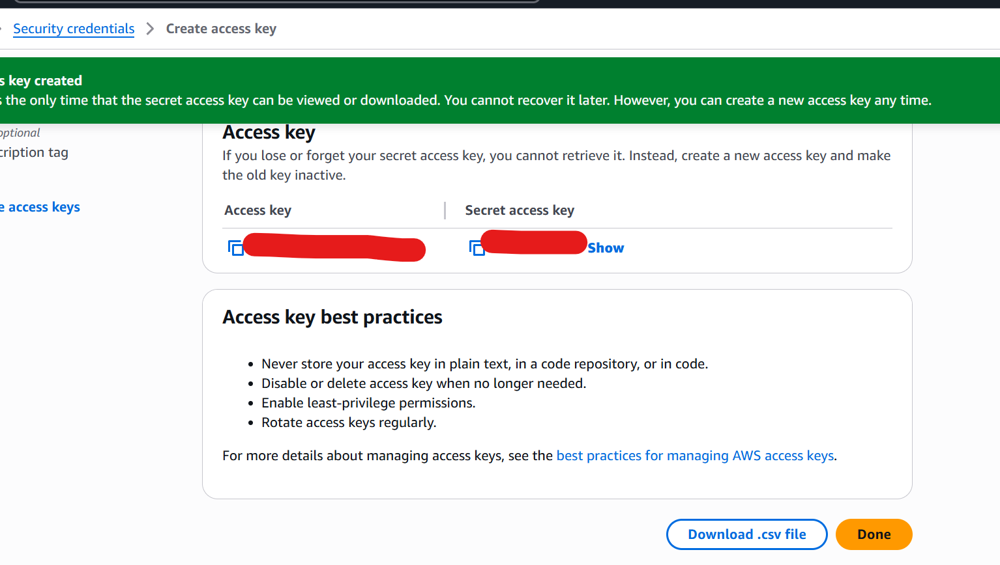 Security credentials > Create access key
s key created
s the only time that the secret access key can be viewed or downloaded. You cannot recover it later. However, you can create a new access key any time.
optional
cription tag
e access keys
Access key
If you lose or forget your secret access key, you cannot retrieve it. Instead, create a new access key and make
the old key inactive.
Access key | Secret access key
Show
Access key best practices
• Never store your access key in plain text, in a code repository, or in code.
• Disable or delete access key when no longer needed.
• Enable least-privilege permissions.
• Rotate access keys regularly.
For more details about managing access keys, see the best practices for managing AWS access keys.
Download .csv file
Done